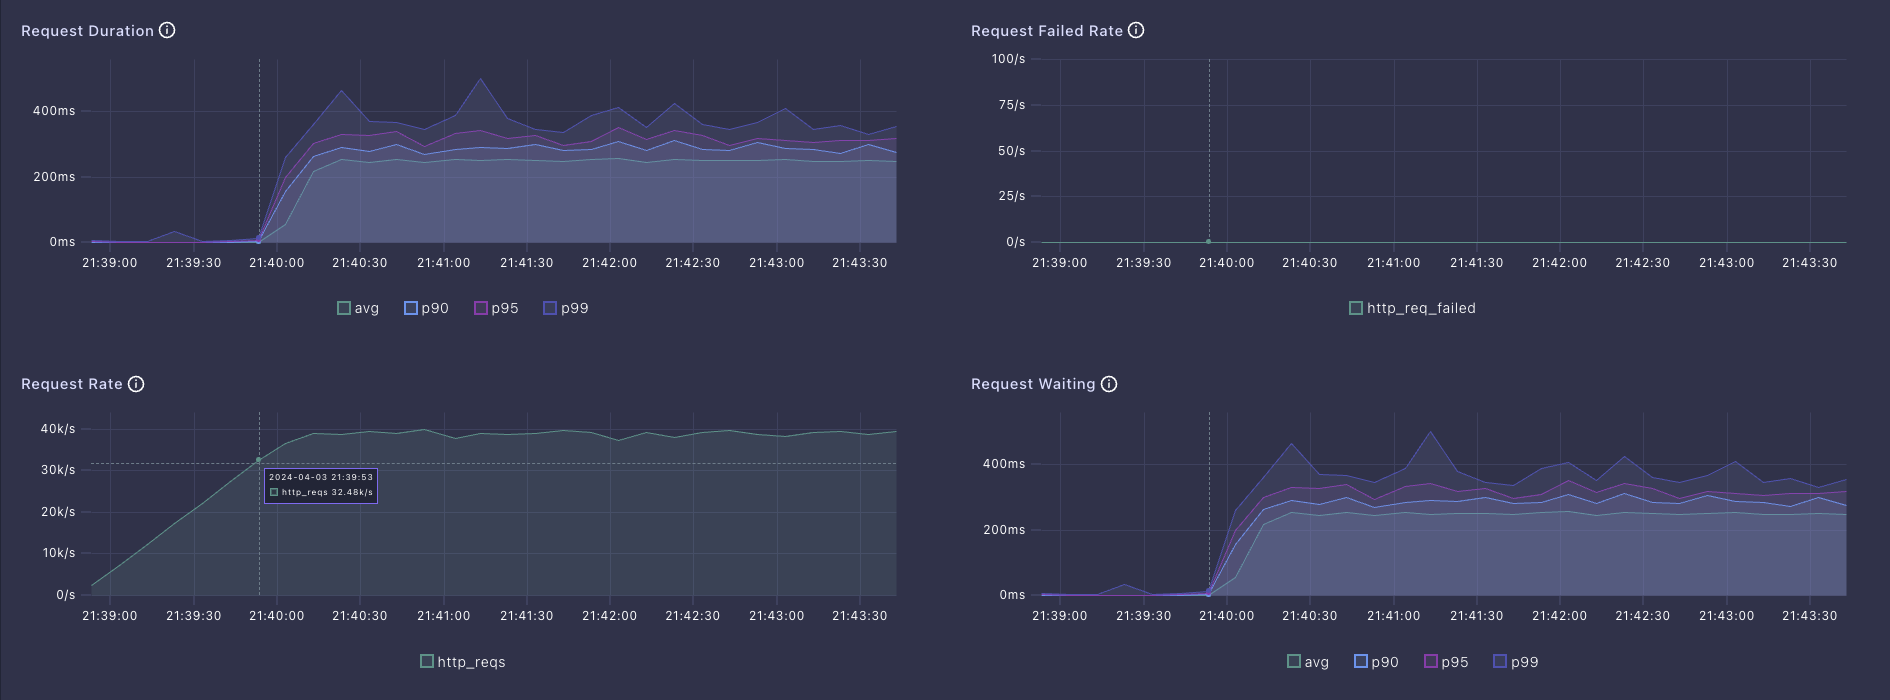 Request Duration
400ms
200ms
0ms
21:39:00 21:39:30 21:40:00 21:40:30 21:41:00 21:41:30 21:42:00 21:42:30 21:43:00 21:43:30
avg p90 p95 p99
Request Failed Rate
100/s
75/s
50/s
25/s
0/s
21:39:00 21:39:30 21:40:00 21:40:30 21:41:00 21:41:30 21:42:00 21:42:30 21:43:00 21:43:30
http_req_failed
Request Rate
40k/s
30k/s
20k/s
10k/s
0/s
2024-04-03 21:39:53
http_reqs 32.48k/s
21:39:00 21:39:30 21:40:00 21:40:30 21:41:00 21:41:30 21:42:00 21:42:30 21:43:00 21:43:30
http_reqs
Request Waiting
400ms
200ms
0ms
21:39:00 21:39:30 21:40:00 21:40:30 21:41:00 21:41:30 21:42:00 21:42:30 21:43:00 21:43:30
avg p90 p95 p99